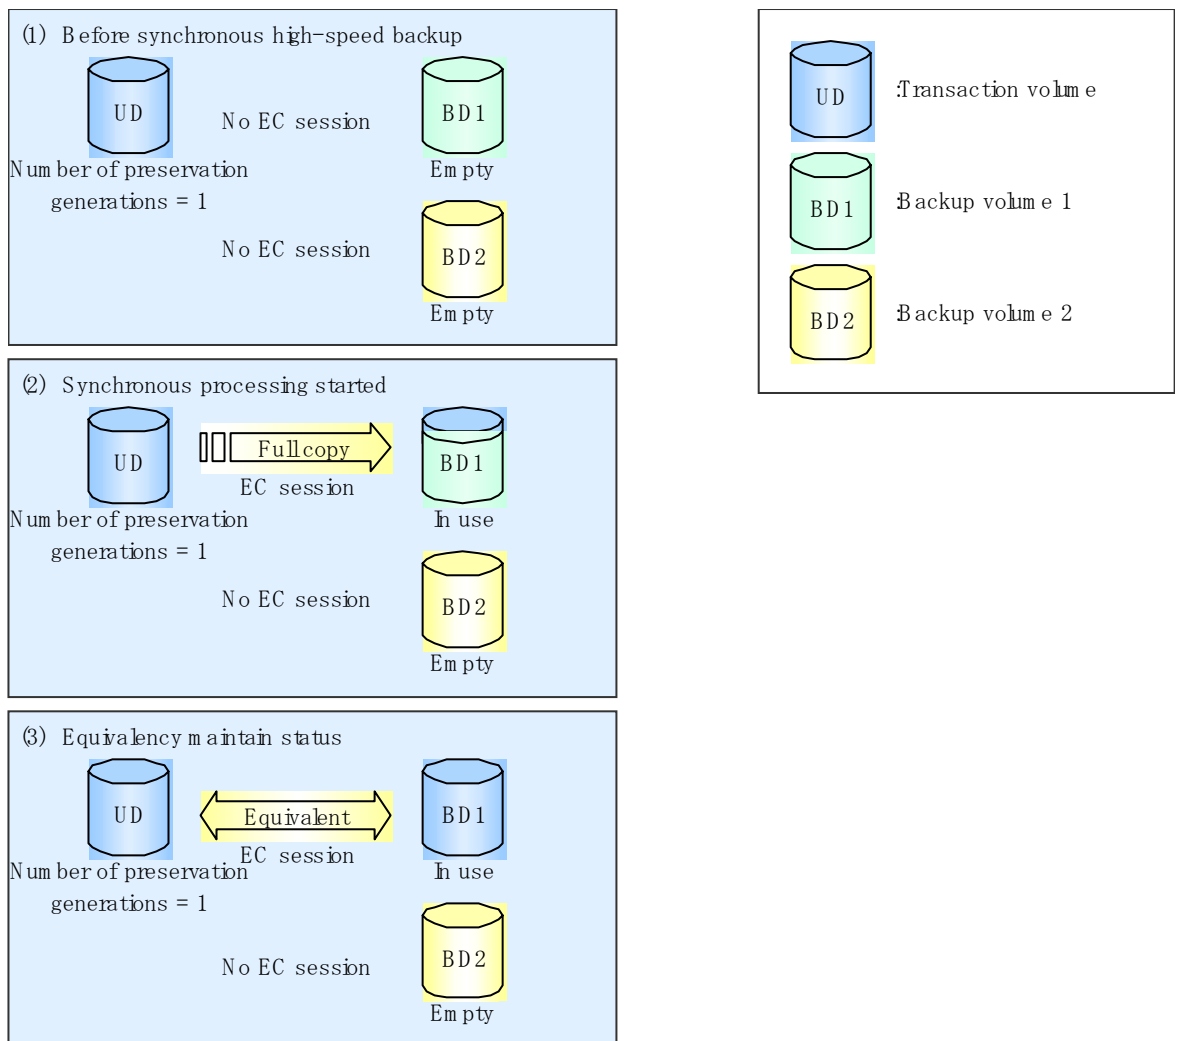 (1) Before synchronous high-speed backup
UD
No EC session
BD1
Number of preservation
generations = 1
Empty
No EC session
BD2
Empty
(2) Synchronous processing started
UD
Full copy
EC session
BD1
Number of preservation
generations = 1
In use
No EC session
BD2
Empty
(3) Equivalency maintain status
UD
Equivalent
EC session
BD1
Number of preservation
generations = 1
In use
No EC session
BD2
Empty
UD
:Transaction volume
BD1
:Backup volume 1
BD2
:Backup volume 2